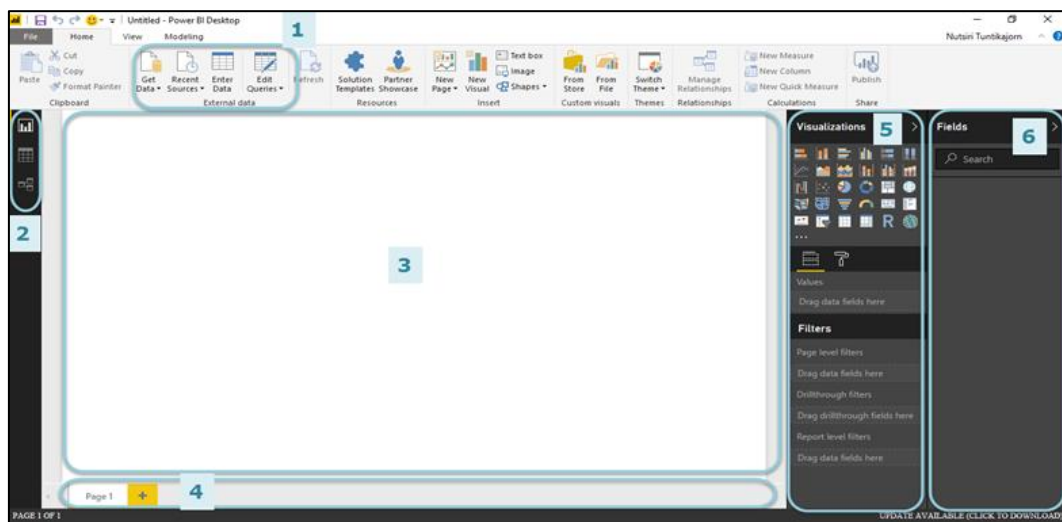 Untitled - Power BI Desktop
File Home View Modeling
Nutsiri Tuntikajorn
1
Paste
Cut
Copy
Format Painter
Clipboard
Get Data
Recent Sources
Enter Data
Edit Queries
External data
Refresh
Solution Templates
Partner Showcase
Resources
New Page
New Visual
Text box
Image
Shapes
Insert
From Store
From File
Custom visuals
Switch Theme
Themes
Manage Relationships
Relationships
New Measure
New Column
New Quick Measure
Calculations
Publish
Share
2
3
4
Page 1
+
Visualizations
5
R
...
Values
Drag data fields here
Filters
Page level filters
Drag data fields here
Drillthrough filters
Drag drillthrough fields here
Report level filters
Drag data fields here
Fields
6
Search
PAGE 1 OF 1
UPDATE AVAILABLE (CLICK TO DOWNLOAD)